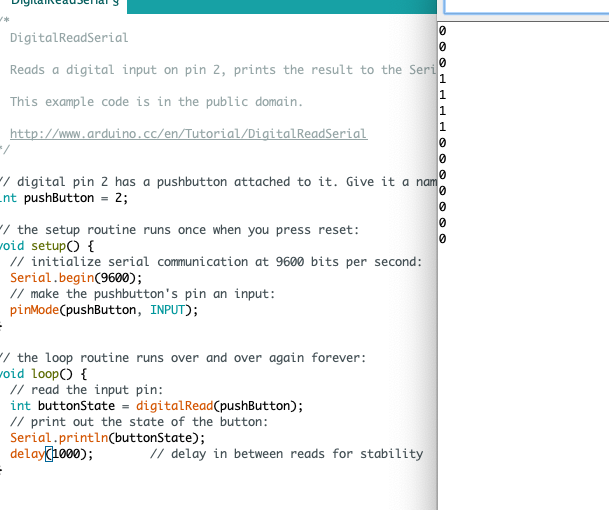 DigitalReadSerial §
/*
DigitalReadSerial
Reads a digital input on pin 2, prints the result to the Seri
This example code is in the public domain.
http://www.arduino.cc/en/Tutorial/DigitalReadSerial
*/
// digital pin 2 has a pushbutton attached to it. Give it a nam
int pushButton = 2;
// the setup routine runs once when you press reset:
void setup() {
// initialize serial communication at 9600 bits per second:
Serial.begin(9600);
// make the pushbutton's pin an input:
pinMode(pushButton, INPUT);
}
// the loop routine runs over and over again forever:
void loop() {
// read the input pin:
int buttonState = digitalRead(pushButton);
// print out the state of the button:
Serial.println(buttonState);
delay(1000); // delay in between reads for stability
}
0
0
0
1
1
1
1
0
0
0
0
0
0
0